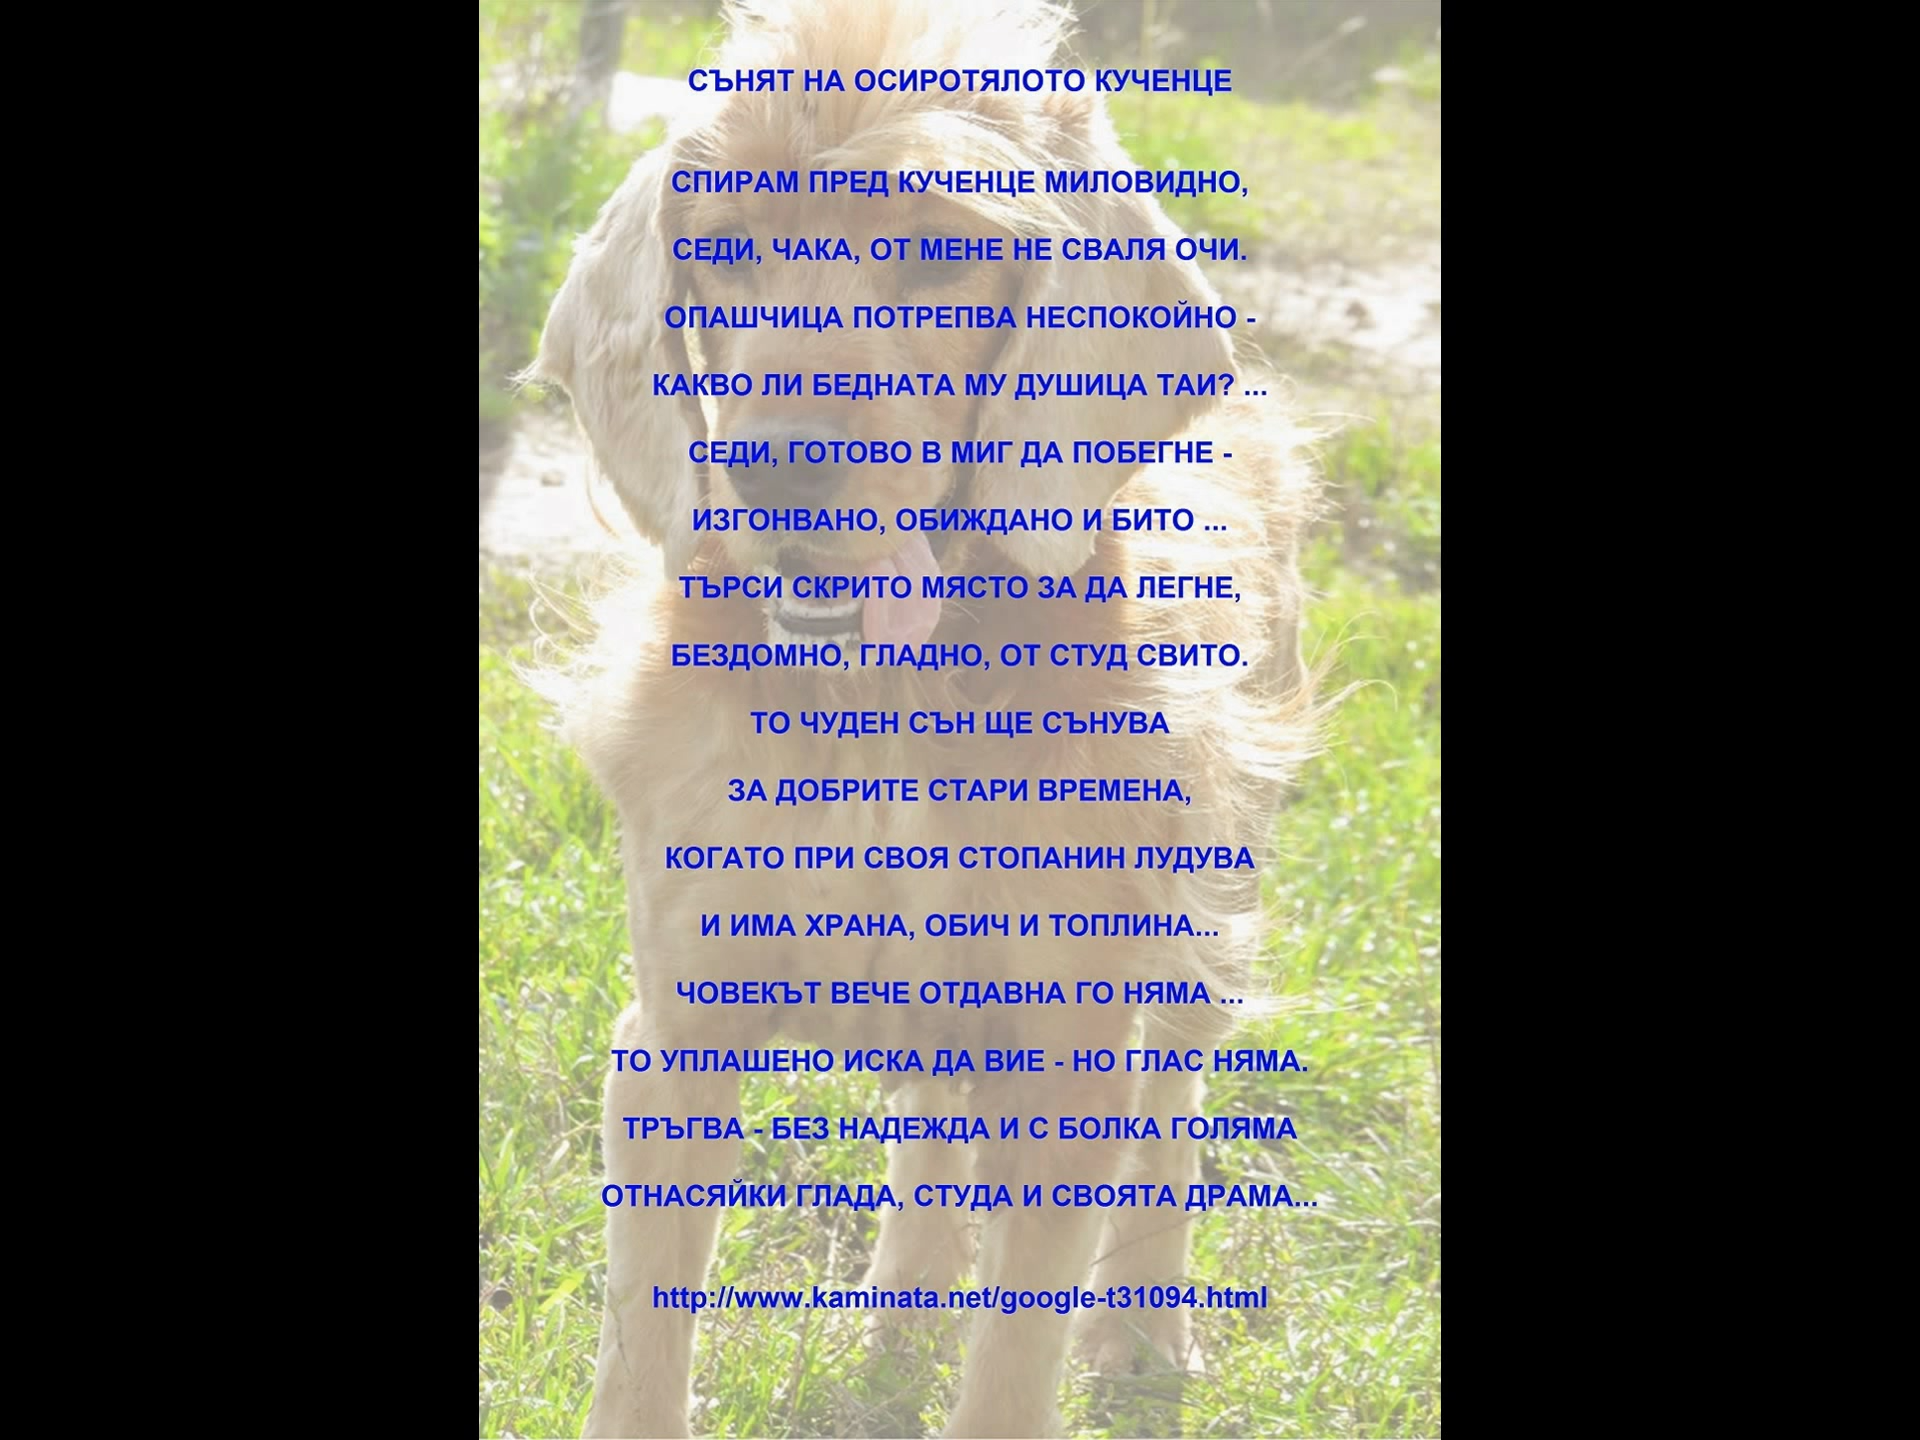 СЪНЯТ НА ОСИРОТЯЛОТО КУЧЕНЦЕ
СПИРАМ ПРЕД КУЧЕНЦЕ МИЛОВИДНО,
СЕДИ, ЧАКА, ОТ МЕНЕ НЕ СВАЛЯ ОЧИ.
ОПАШЧИЦА ПОТРЕПВА НЕСПОКОЙНО -
КАКВО ЛИ БЕДНАТА МУ ДУШИЦА ТАИ? ...
СЕДИ, ГОТОВО В МИГ ДА ПОБЕГНЕ -
ИЗГОНВАНО, ОБИЖДАНО И БИТО ...
ТЪРСИ СКРИТО МЯСТО ЗА ДА ЛЕГНЕ,
БЕЗДОМНО, ГЛАДНО, ОТ СТУД СВИТО.
ТО ЧУДЕН СЪН ЩЕ СЪНУВА
ЗА ДОБРИТЕ СТАРИ ВРЕМЕНА,
КОГАТО ПРИ СВОЯ СТОПАНИН ЛУДУВА
И ИМА ХРАНА, ОБИЧ И ТОПЛИНА...
ЧОВЕКЪТ ВЕЧЕ ОТДАВНА ГО НЯМА ...
ТО УПЛАШЕНО ИСКА ДА ВИЕ - НО ГЛАС НЯМА.
ТРЪГВА - БЕЗ НАДЕЖДА И С БОЛКА ГОЛЯМА
ОТНАСЯЙКИ ГЛАДА, СТУДА И СВОЯТА ДРАМА...
http://www.kaminata.net/google-t31094.html